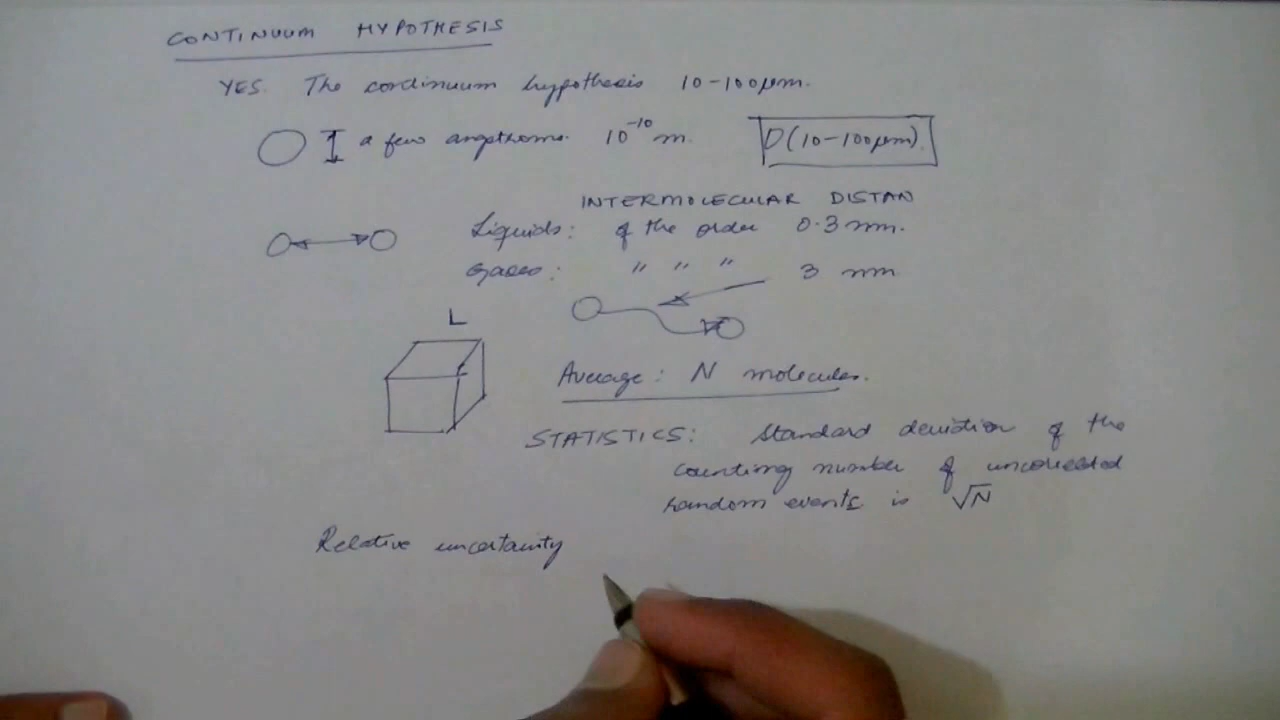 CONTINUUM HYPOTHESIS
YES. The continuum hypothesis 10-100μm.
a few angsthoms. 10⁻¹⁰ m. D(10-100μm).
INTERMOLECULAR DISTAN
Liquids: of the order 0.3 nm.
Gases: " " " 3 nm
L
Average: N molecules.
STATISTICS: Standard deviation of the
counting number of uncorrelated
random events is √N
Relative uncertainity